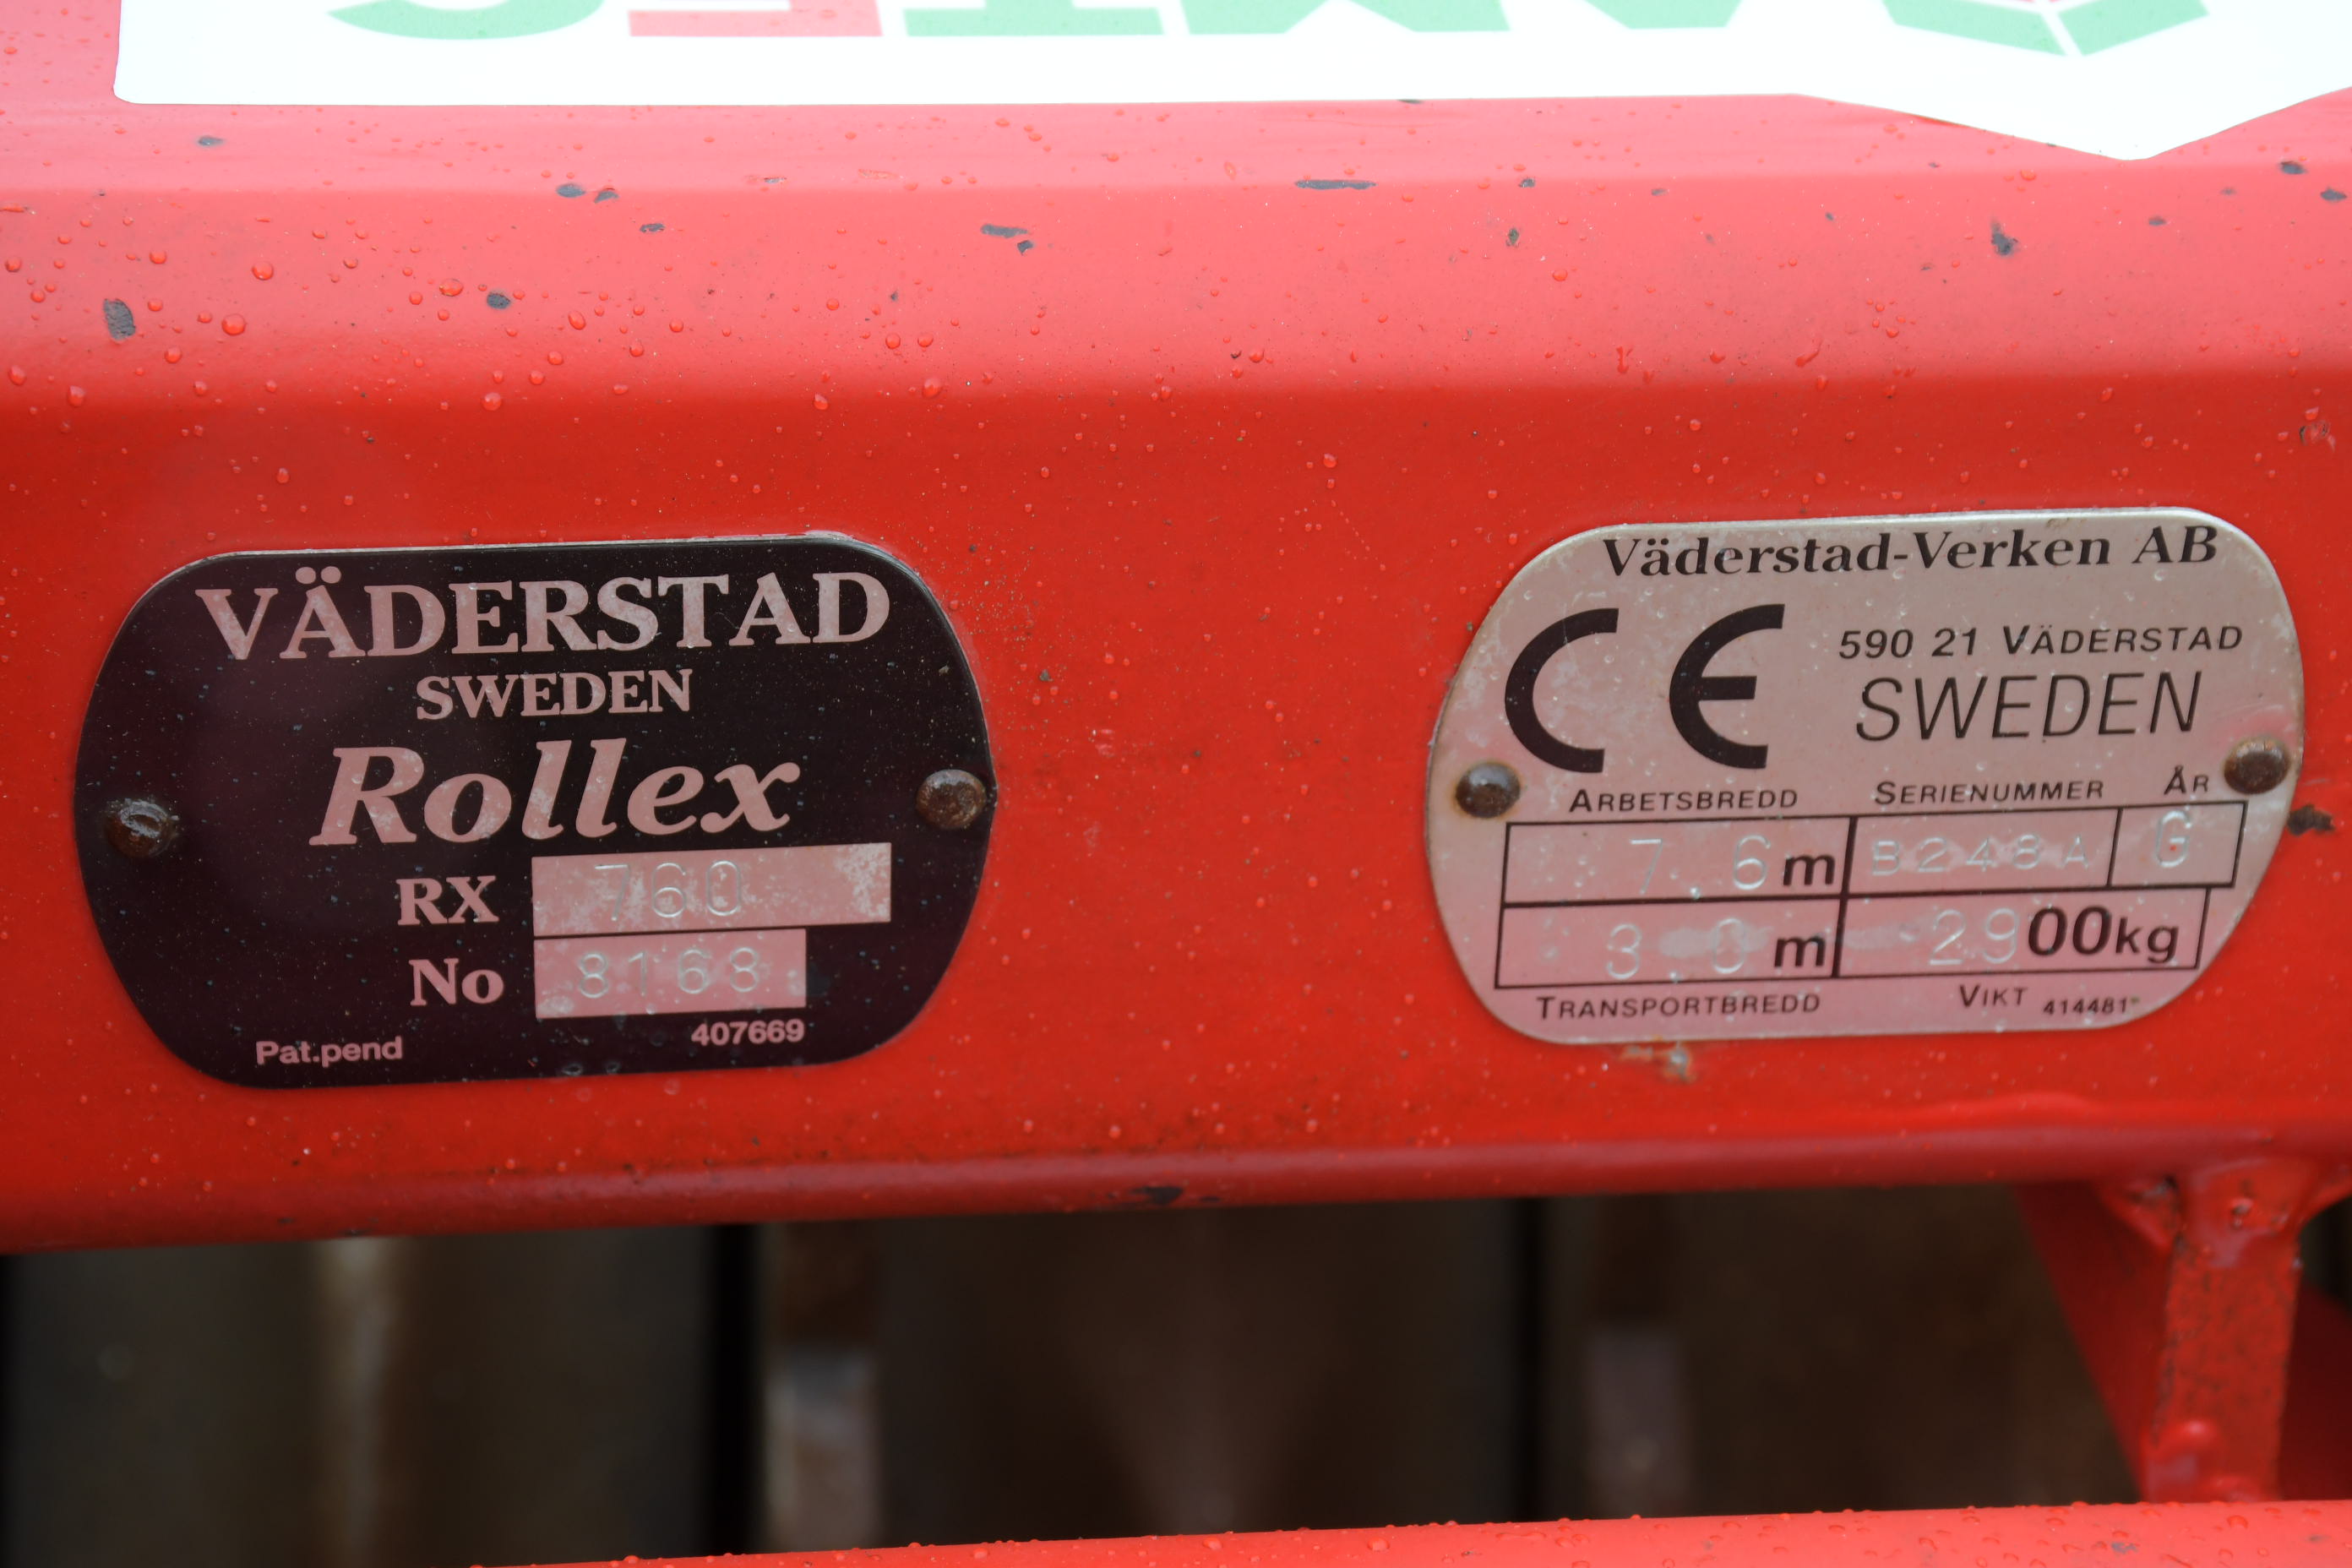 VÄDERSTAD
SWEDEN
Rollex
RX 760
No 8168
407669
Pat.pend
Väderstad-Verken AB
CE
590 21 VÄDERSTAD
SWEDEN
ARBETSBREDD SERIENUMMER ÅR
7.6m B248A G
3.0m 2900kg
TRANSPORTBREDD VIKT 414481